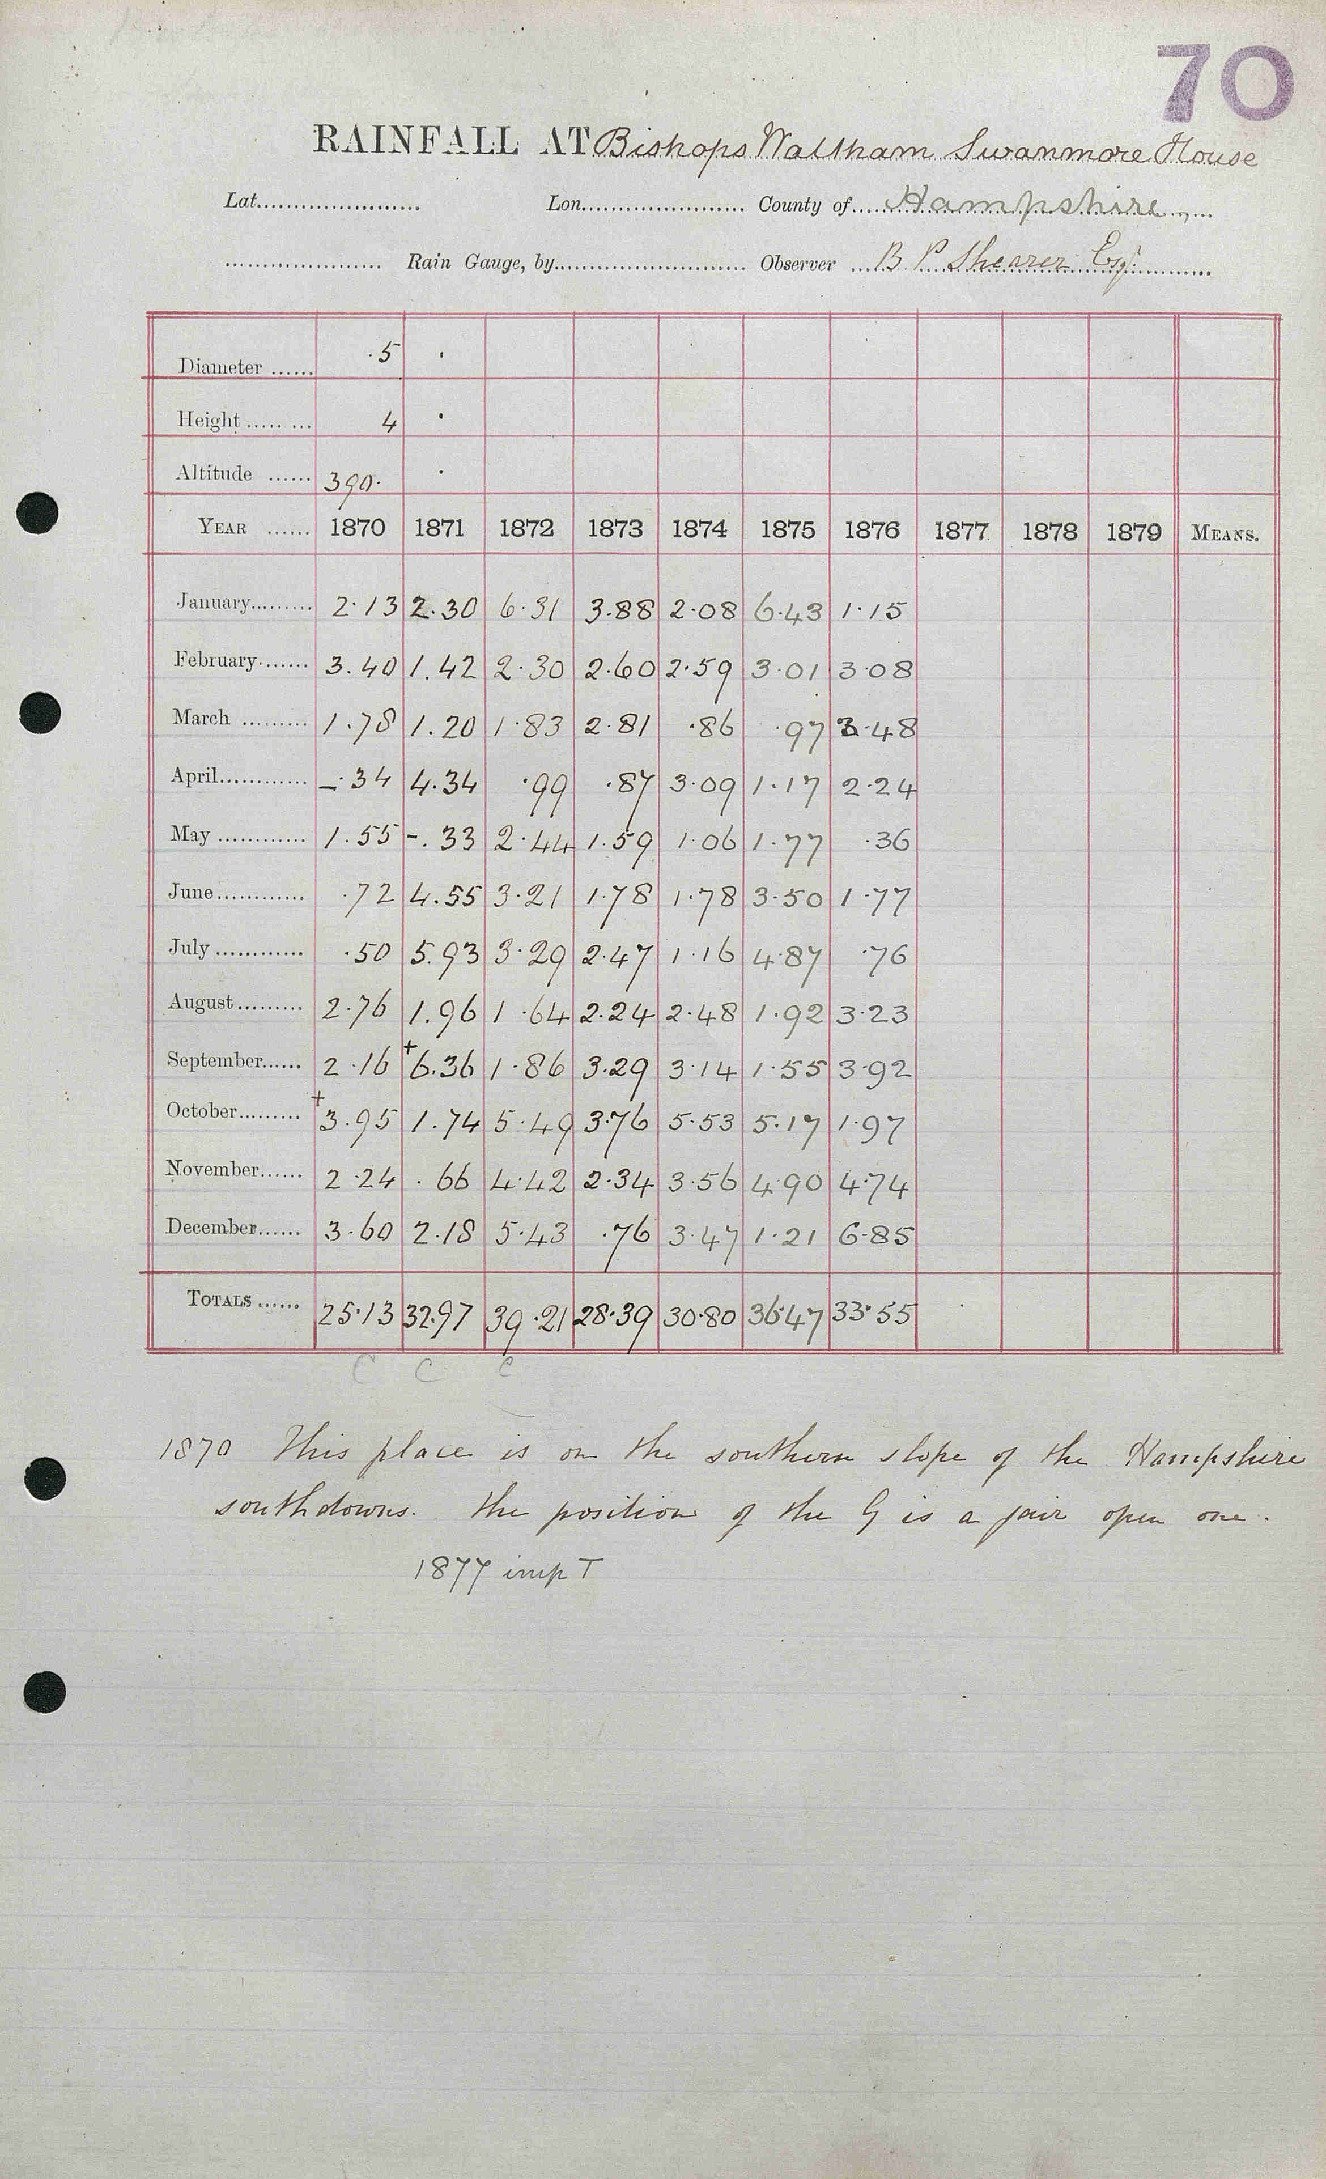 70
RAINFALL AT Bishops Waltham Swanmore House
Lat...................... Lon...................... County of.... Hampshire
...................... Rain Gauge, by......................... Observer ... B P Shearer Esqr
Diameter ...... .5 .
Height ........ 4 .
Altitude ...... 390. .
YEAR ...... 1870 1871 1872 1873 1874 1875 1876 1877 1878 1879 MEANS.
January......... 2.13 2.30 6.31 3.88 2.08 6.43 1.15
February....... 3.40 1.42 2.30 2.60 2.59 3.01 3.08
March ......... 1.78 1.20 1.83 2.81 .86 .97 3.48
April............ -.34 4.34 .99 .87 3.09 1.17 2.24
May ............ 1.55 -.33 2.44 1.59 1.06 1.77 .36
June............ .72 4.55 3.21 1.78 1.78 3.50 1.77
July ............ .50 5.93 3.29 2.47 1.16 4.87 .76
August......... 2.76 1.96 1.64 2.24 2.48 1.92 3.23
September...... 2.16 +6.36 1.86 3.29 3.14 1.55 3.92
October......... +3.95 1.74 5.49 3.76 5.53 5.17 1.97
November...... 2.24 .66 4.42 2.34 3.56 4.90 4.74
December...... 3.60 2.18 5.43 .76 3.47 1.21 6.85
TOTALS ...... 25.13 32.97 39.21 28.39 30.80 36.47 33.55
C C C
1870 This place is on the southern slope of the Hampshire
southdowns. The position of the G is a fair open one.
1877 imp T